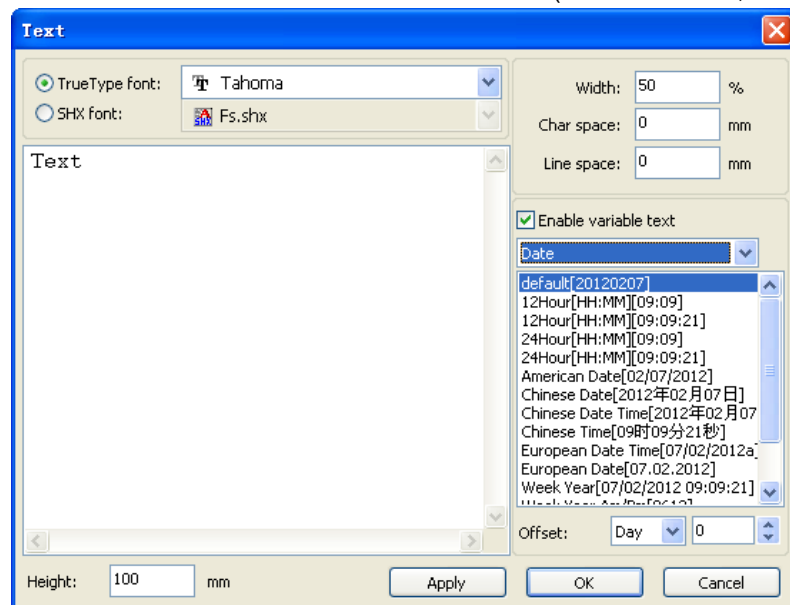 Text
TrueType font: Tahoma
SHX font: Fs.shx
Width: 50 %
Char space: 0 mm
Line space: 0 mm
Text
Enable variable text
Date
default[20120207]
12Hour[HH:MM][09:09]
12Hour[HH:MM][09:09:21]
24Hour[HH:MM][09:09]
24Hour[HH:MM][09:09:21]
American Date[02/07/2012]
Chinese Date[2012年02月07日]
Chinese Date Time[2012年02月07
Chinese Time[09时09分21秒]
European Date Time[07/02/2012a]
European Date[07.02.2012]
Week Year[07/02/2012 09:09:21]
Offset: Day 0
Height: 100 mm
Apply OK Cancel